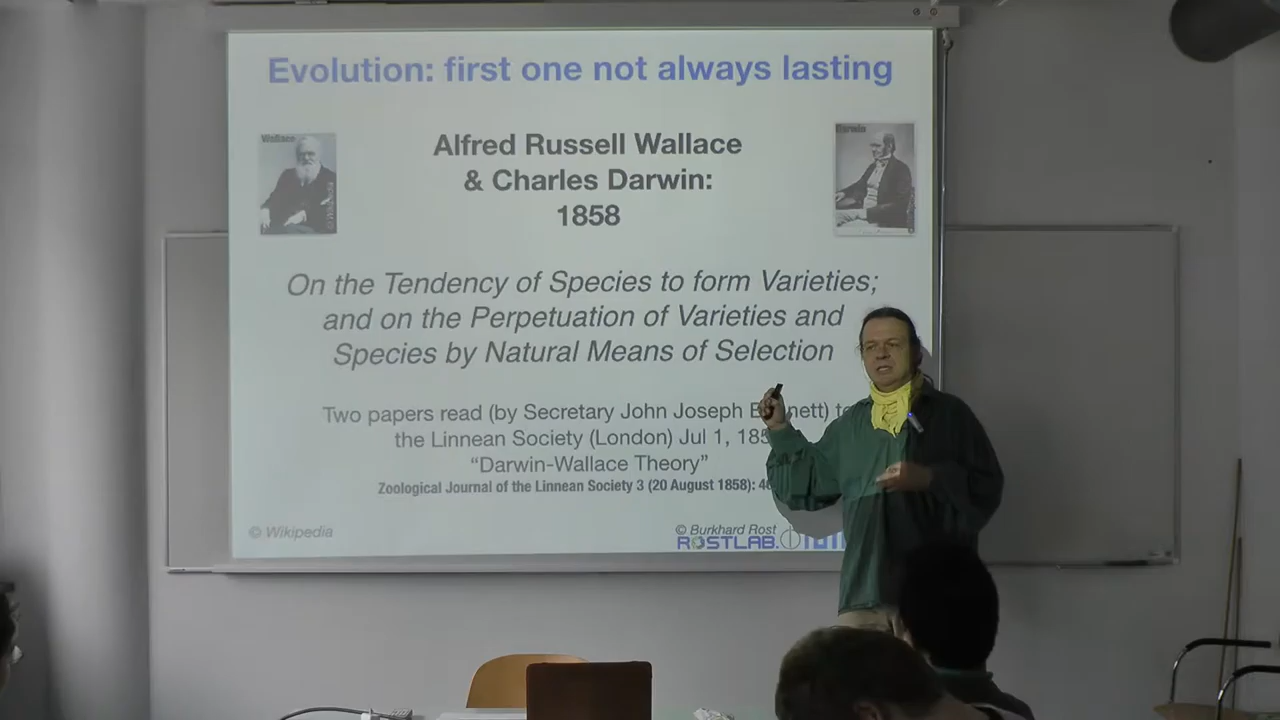 Evolution: first one not always lasting
Wallace
Darwin
Alfred Russell Wallace
& Charles Darwin:
1858
© Wikipedia
On the Tendency of Species to form Varieties;
and on the Perpetuation of Varieties and
Species by Natural Means of Selection
Two papers read (by Secretary John Joseph
the Linnean Society (London) Jul 1,
“Darwin-Wallace Theory”
Zoological Journal of the Linnean Society 3 (20 August 1858):
© Wikipedia
© Burkhard Rost
ROSTLAB.